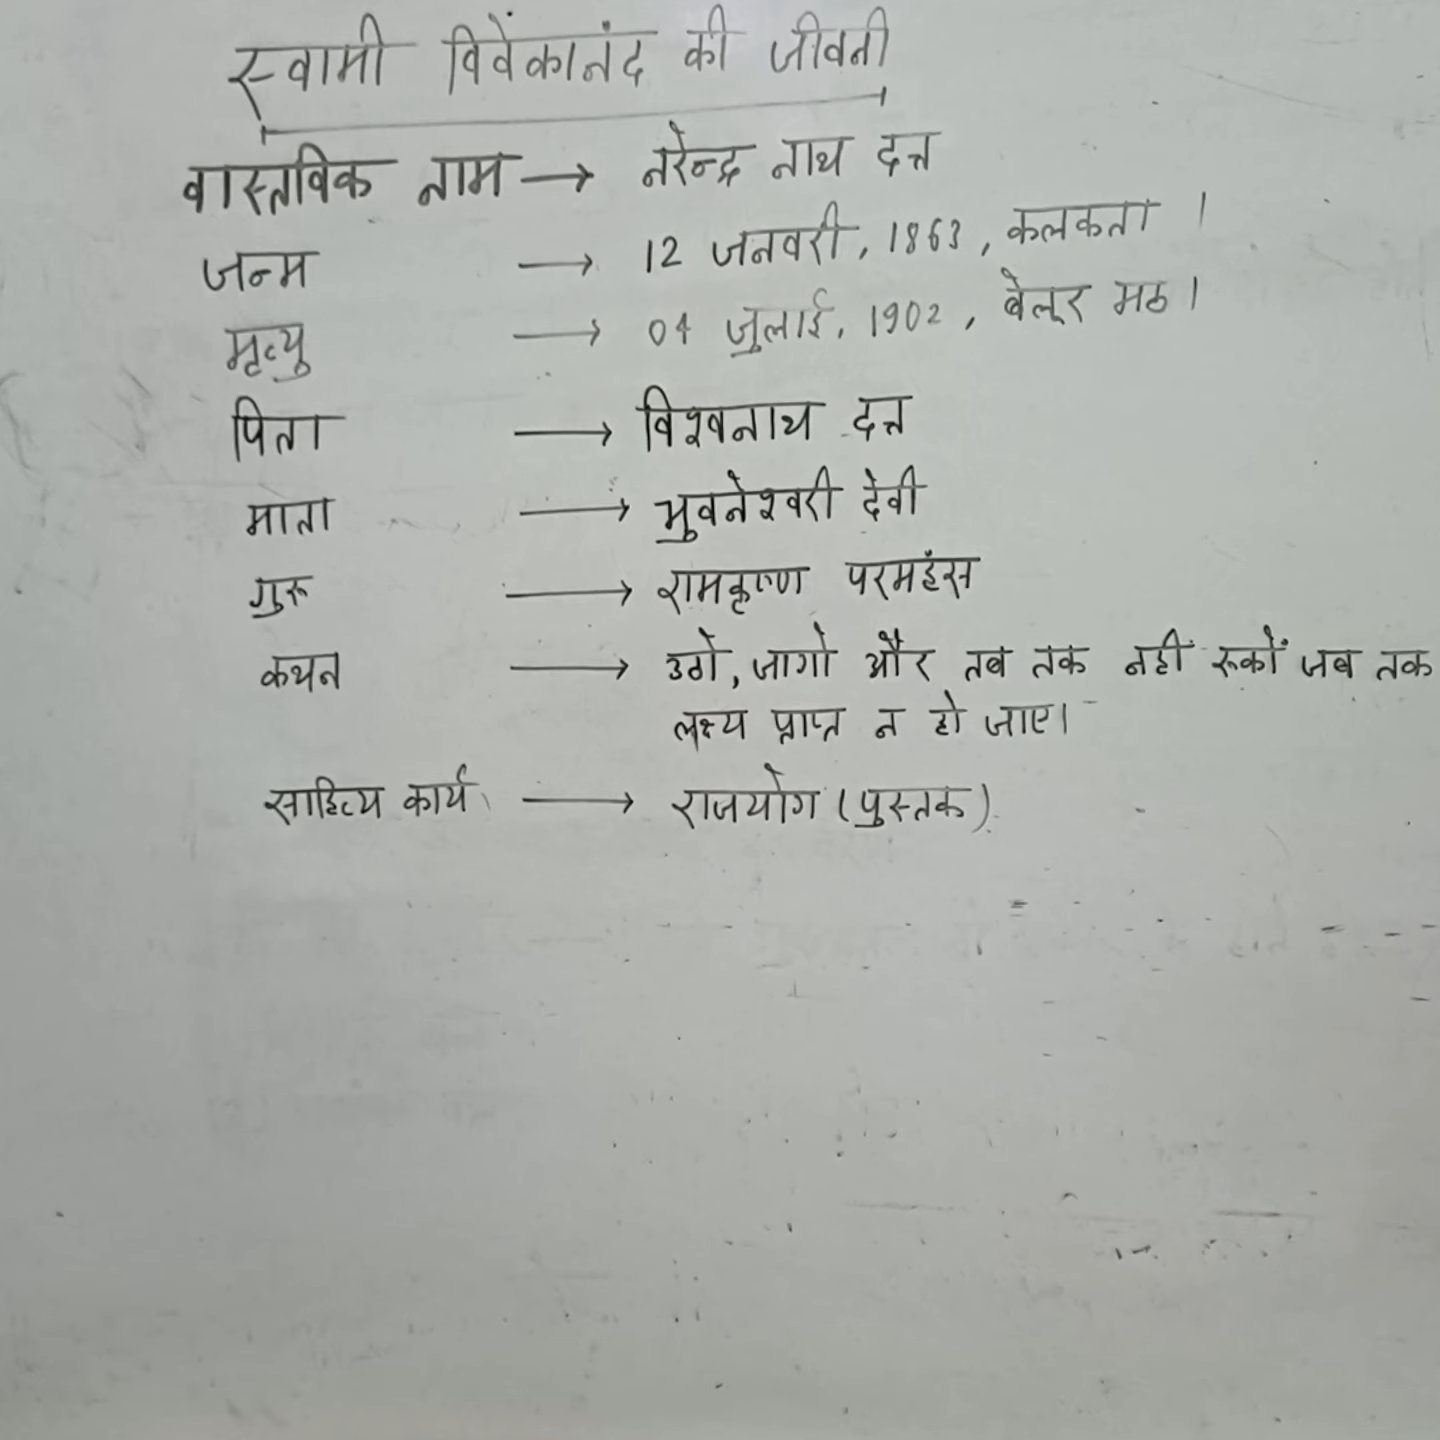 स्वामी विवेकानंद की जीवनी
वास्तविक नाम → नरेन्द्र नाथ दत्त
जन्म → 12 जनवरी, 1863, कलकता ।
मृत्यु → 04 जुलाई, 1902, बेलूर मठ।
पिता → विश्वनाथ दत्त
माता → भुवनेश्वरी देवी
गुरू → रामकृष्ण परमहंस
कथन → उठो, जागो और तब तक नहीं रूकों जब तक
लक्ष्य प्राप्त न हो जाए।
साहित्य कार्य → राजयोग (पुस्तक)